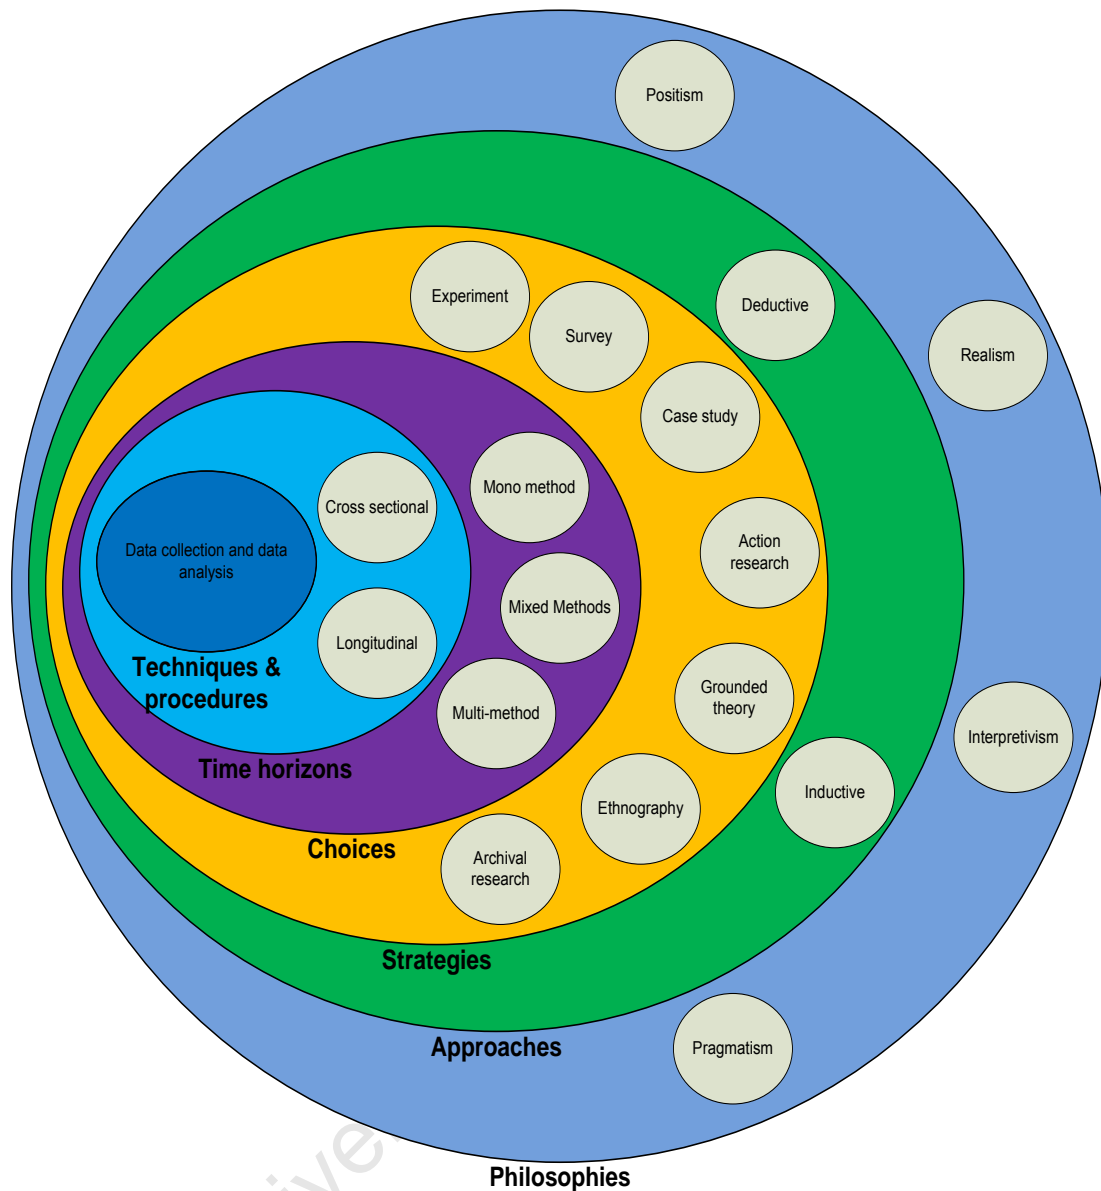 Positism
Experiment
Survey
Deductive
Realism
Case study
Mono method
Cross sectional
Data collection and data
analysis
Action
research
Mixed Methods
Longitudinal
Techniques &
procedures
Grounded
theory
Multi-method
Interpretivism
Time horizons
Inductive
Ethnography
Choices
Archival
research
Strategies
Approaches
Pragmatism
Philosophies